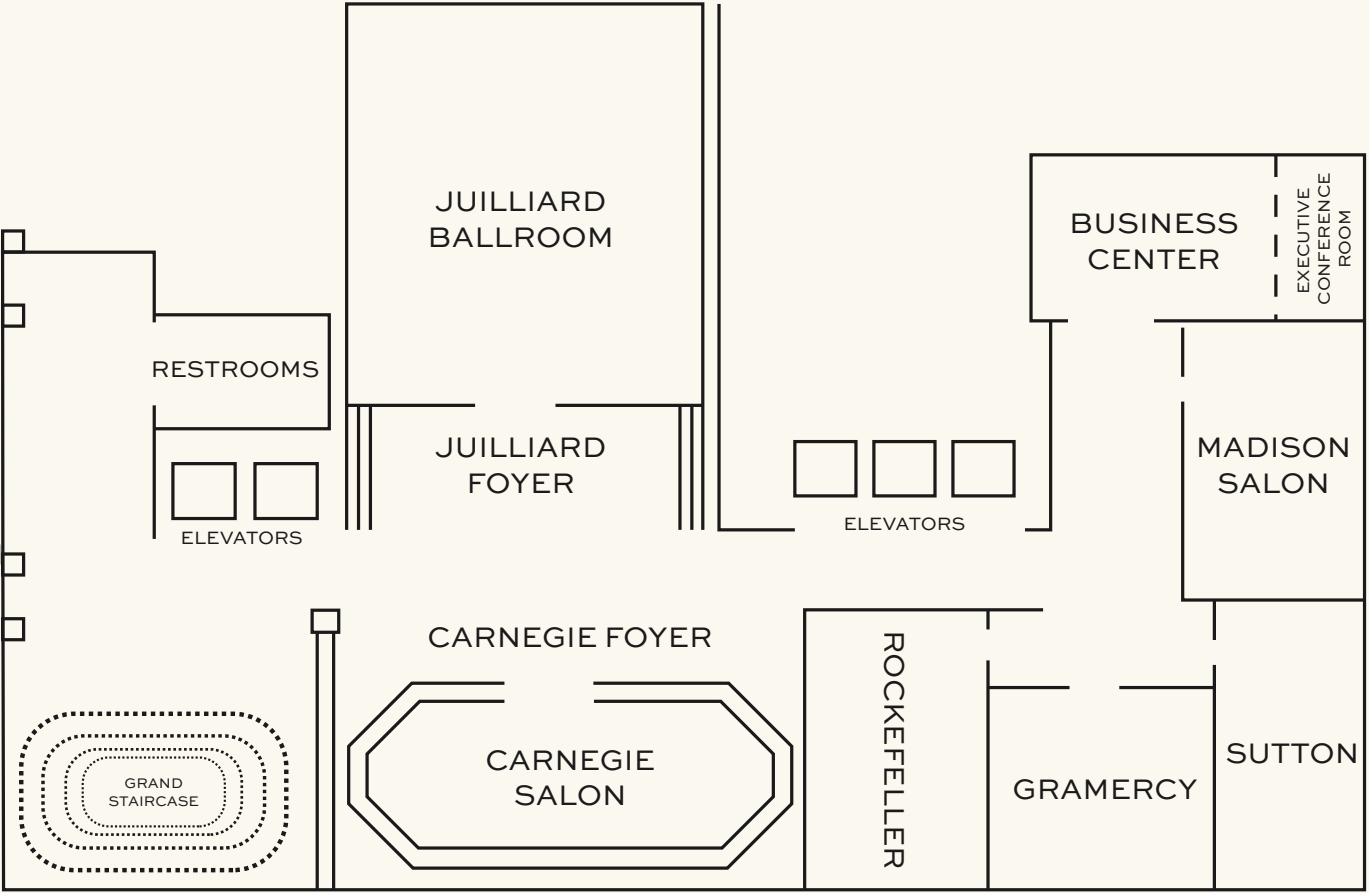 JUILLIARD
BALLROOM
BUSINESS
CENTER
EXECUTIVE
CONFERENCE
ROOM
RESTROOMS
JUILLIARD
FOYER
MADISON
SALON
ELEVATORS
ELEVATORS
CARNEGIE FOYER
ROCKEFELLER
CARNEGIE
SALON
GRAND
STAIRCASE
GRAMERCY
SUTTON